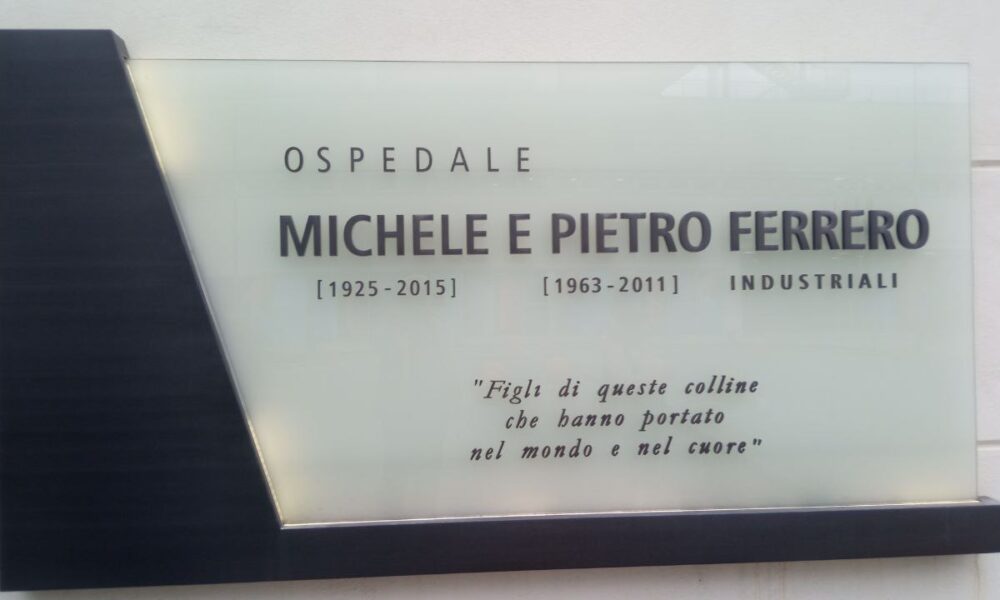 OSPEDALE
MICHELE E PIETRO FERRERO
[1925-2015] [1963-2011] INDUSTRIALI
"Figli di queste colline
che hanno portato
nel mondo e nel cuore"